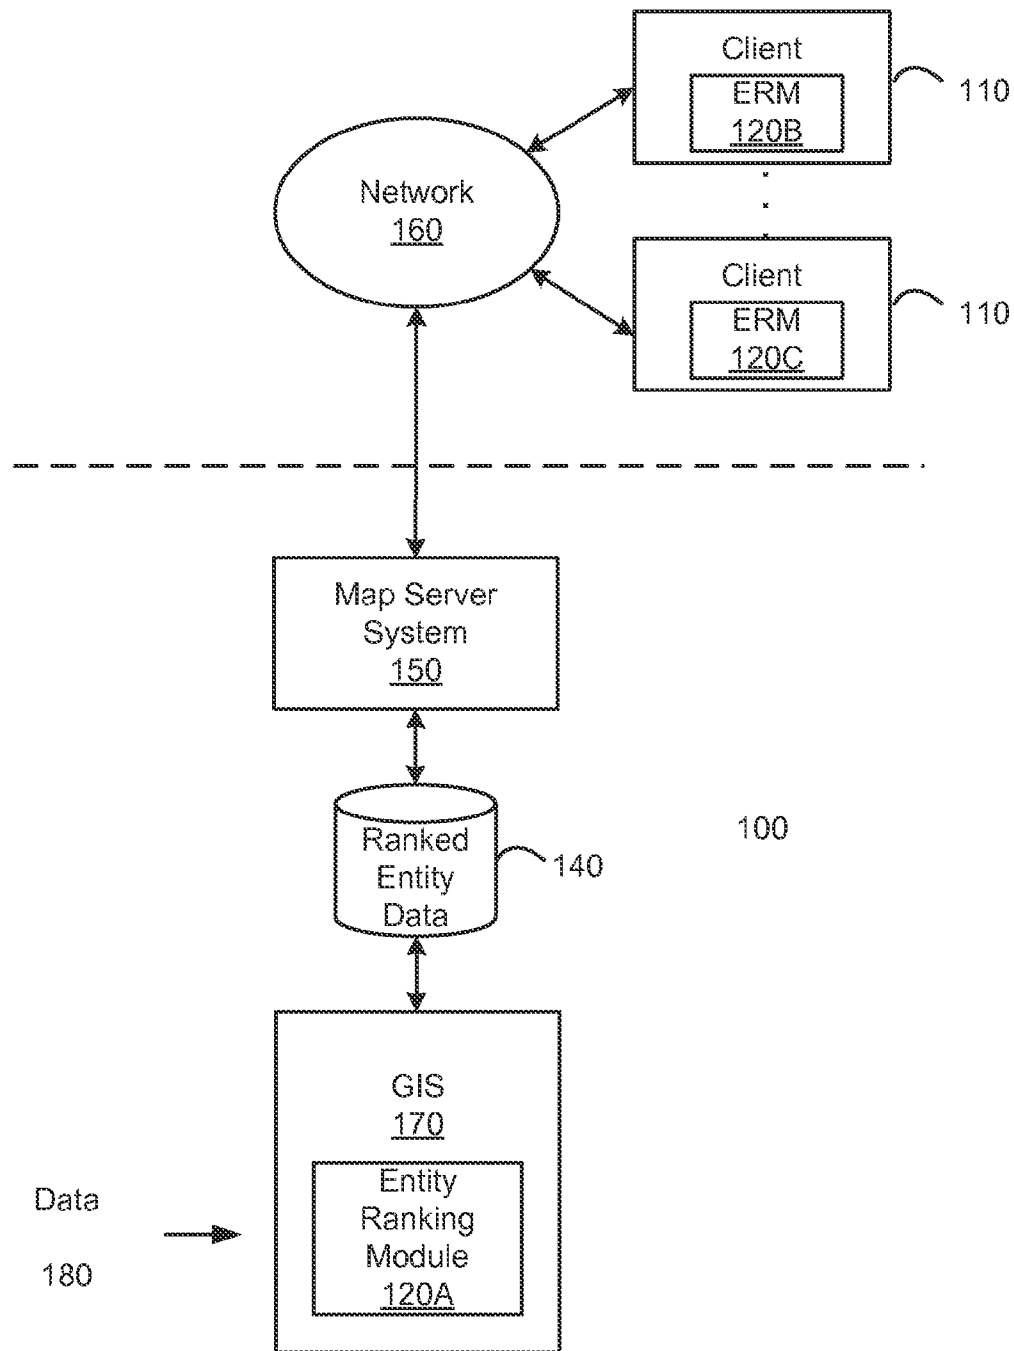 Client
ERM
120B
110
Network
160
Client
ERM
120C
110
Map Server
System
150
Ranked
Entity
Data
140
100
GIS
170
Entity
Ranking
Module
120A
Data
180